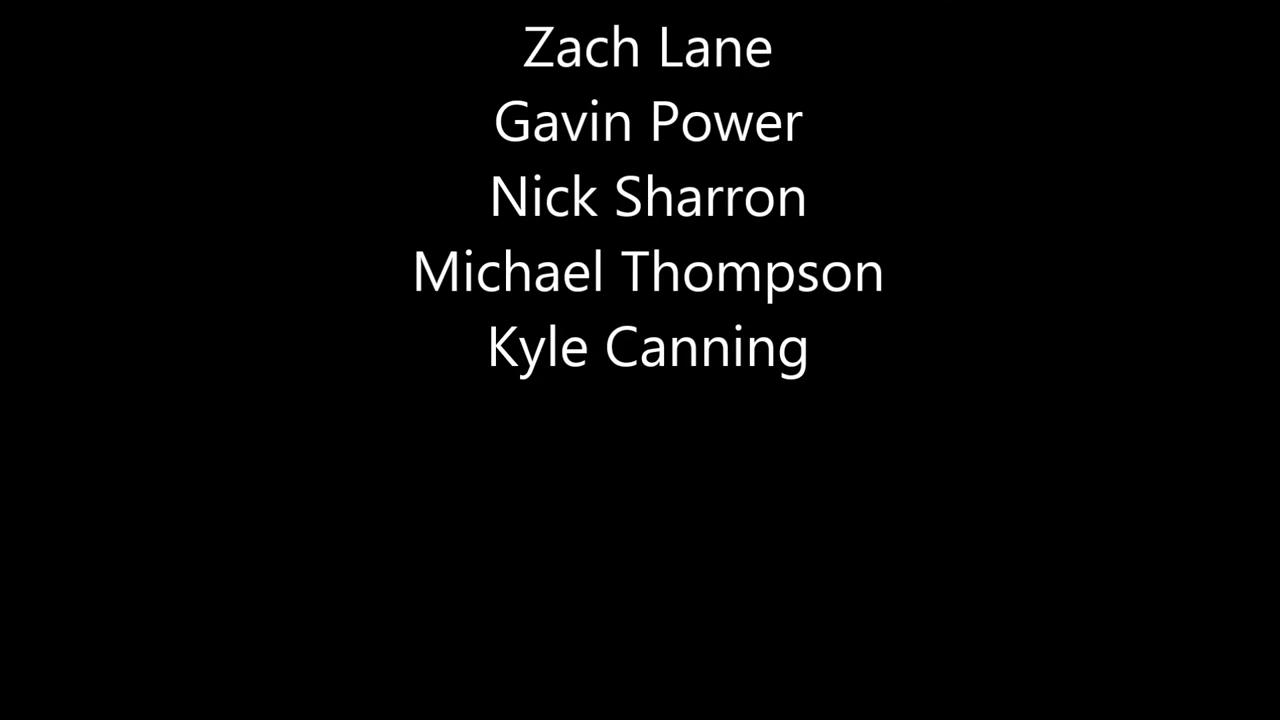 Zach Lane
Gavin Power
Nick Sharron
Michael Thompson
Kyle Canning